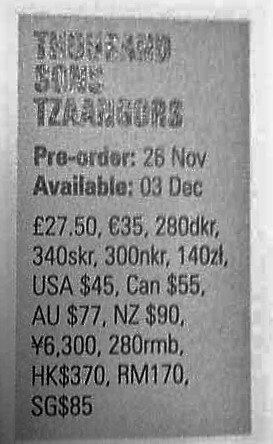 THOUSAND
SONS
TZAANGORS
Pre-order: 26 Nov
Available: 03 Dec
£27.50, €35, 280dkr,
340skr, 300nkr, 140zł,
USA $45, Can $55,
AU $77, NZ $90,
¥6,300, 280rmb,
HK$370, RM170,
SG$85